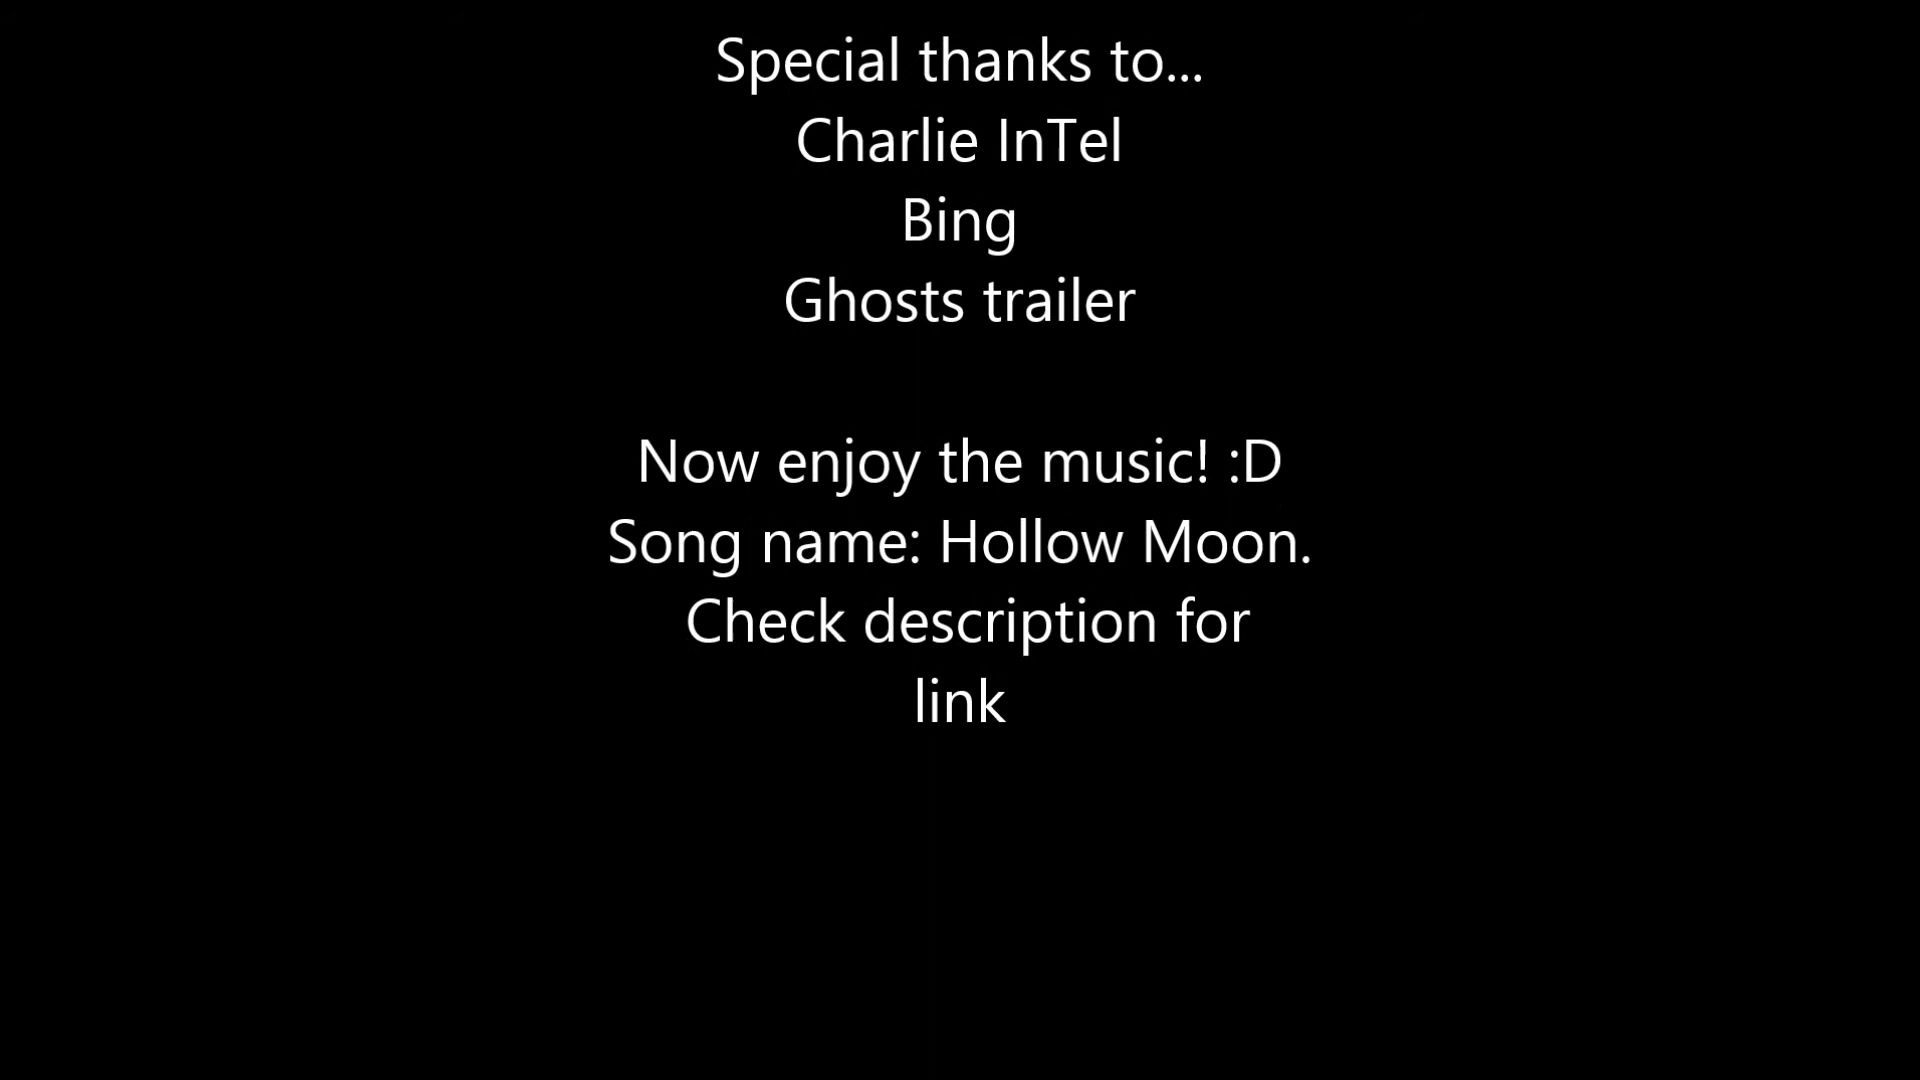 Special thanks to...
Charlie InTel
Bing
Ghosts trailer
Now enjoy the music! :D
Song name: Hollow Moon.
Check description for
link